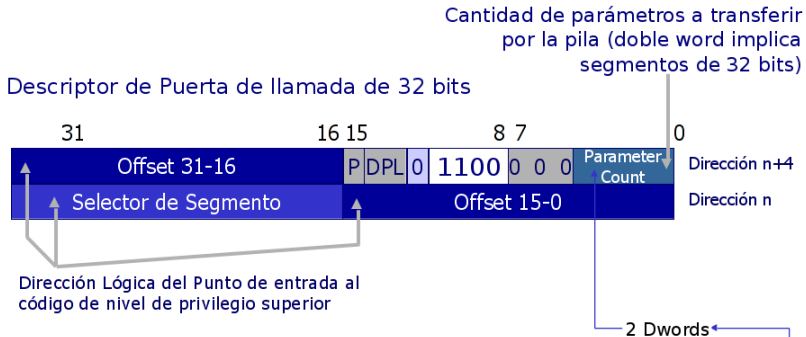 Cantidad de parámetros a transferir
por la pila (doble word implica
segmentos de 32 bits)
Descriptor de Puerta de llamada de 32 bits
31 16 15 8 7 0
Offset 31-16 P DPL 0 1100 0 0 0 Parameter Count Dirección n+4
Selector de Segmento Offset 15-0 Dirección n
Dirección Lógica del Punto de entrada al
código de nivel de privilegio superior
2 Dwords